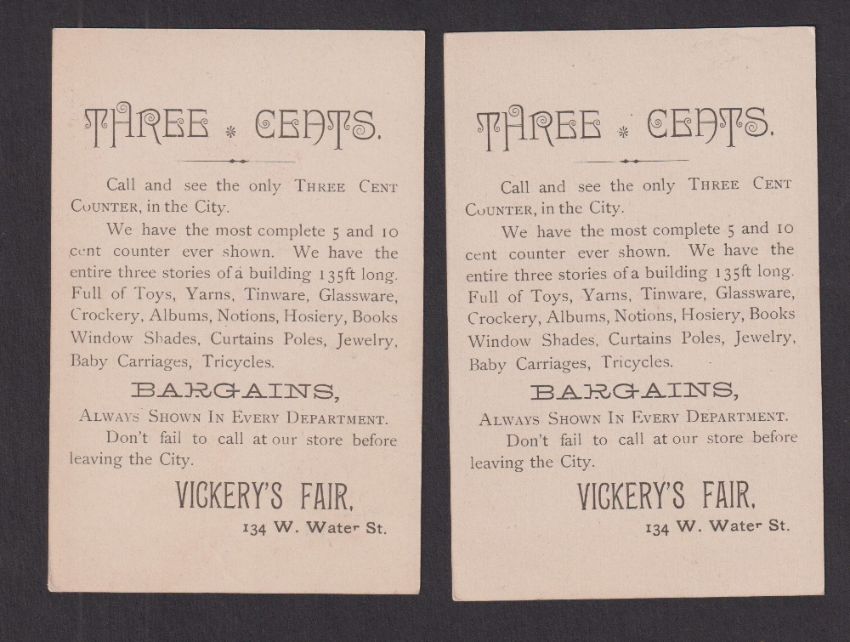 THREE * CENTS.
Call and see the only THREE CENT
COUNTER, in the City.
We have the most complete 5 and 10
cent counter ever shown. We have the
entire three stories of a building 135ft long.
Full of Toys, Yarns, Tinware, Glassware,
Crockery, Albums, Notions, Hosiery, Books
Window Shades, Curtains Poles, Jewelry,
Baby Carriages, Tricycles.
BARGAINS,
ALWAYS SHOWN IN EVERY DEPARTMENT.
Don't fail to call at our store before
leaving the City.
VICKERY'S FAIR,
134 W. Water St.
THREE * CENTS.
Call and see the only THREE CENT
COUNTER, in the City.
We have the most complete 5 and 10
cent counter ever shown. We have the
entire three stories of a building 135ft long.
Full of Toys, Yarns, Tinware, Glassware,
Crockery, Albums, Notions, Hosiery, Books
Window Shades, Curtains Poles, Jewelry,
Baby Carriages, Tricycles.
BARGAINS,
ALWAYS SHOWN IN EVERY DEPARTMENT.
Don't fail to call at our store before
leaving the City.
VICKERY'S FAIR,
134 W. Water St.